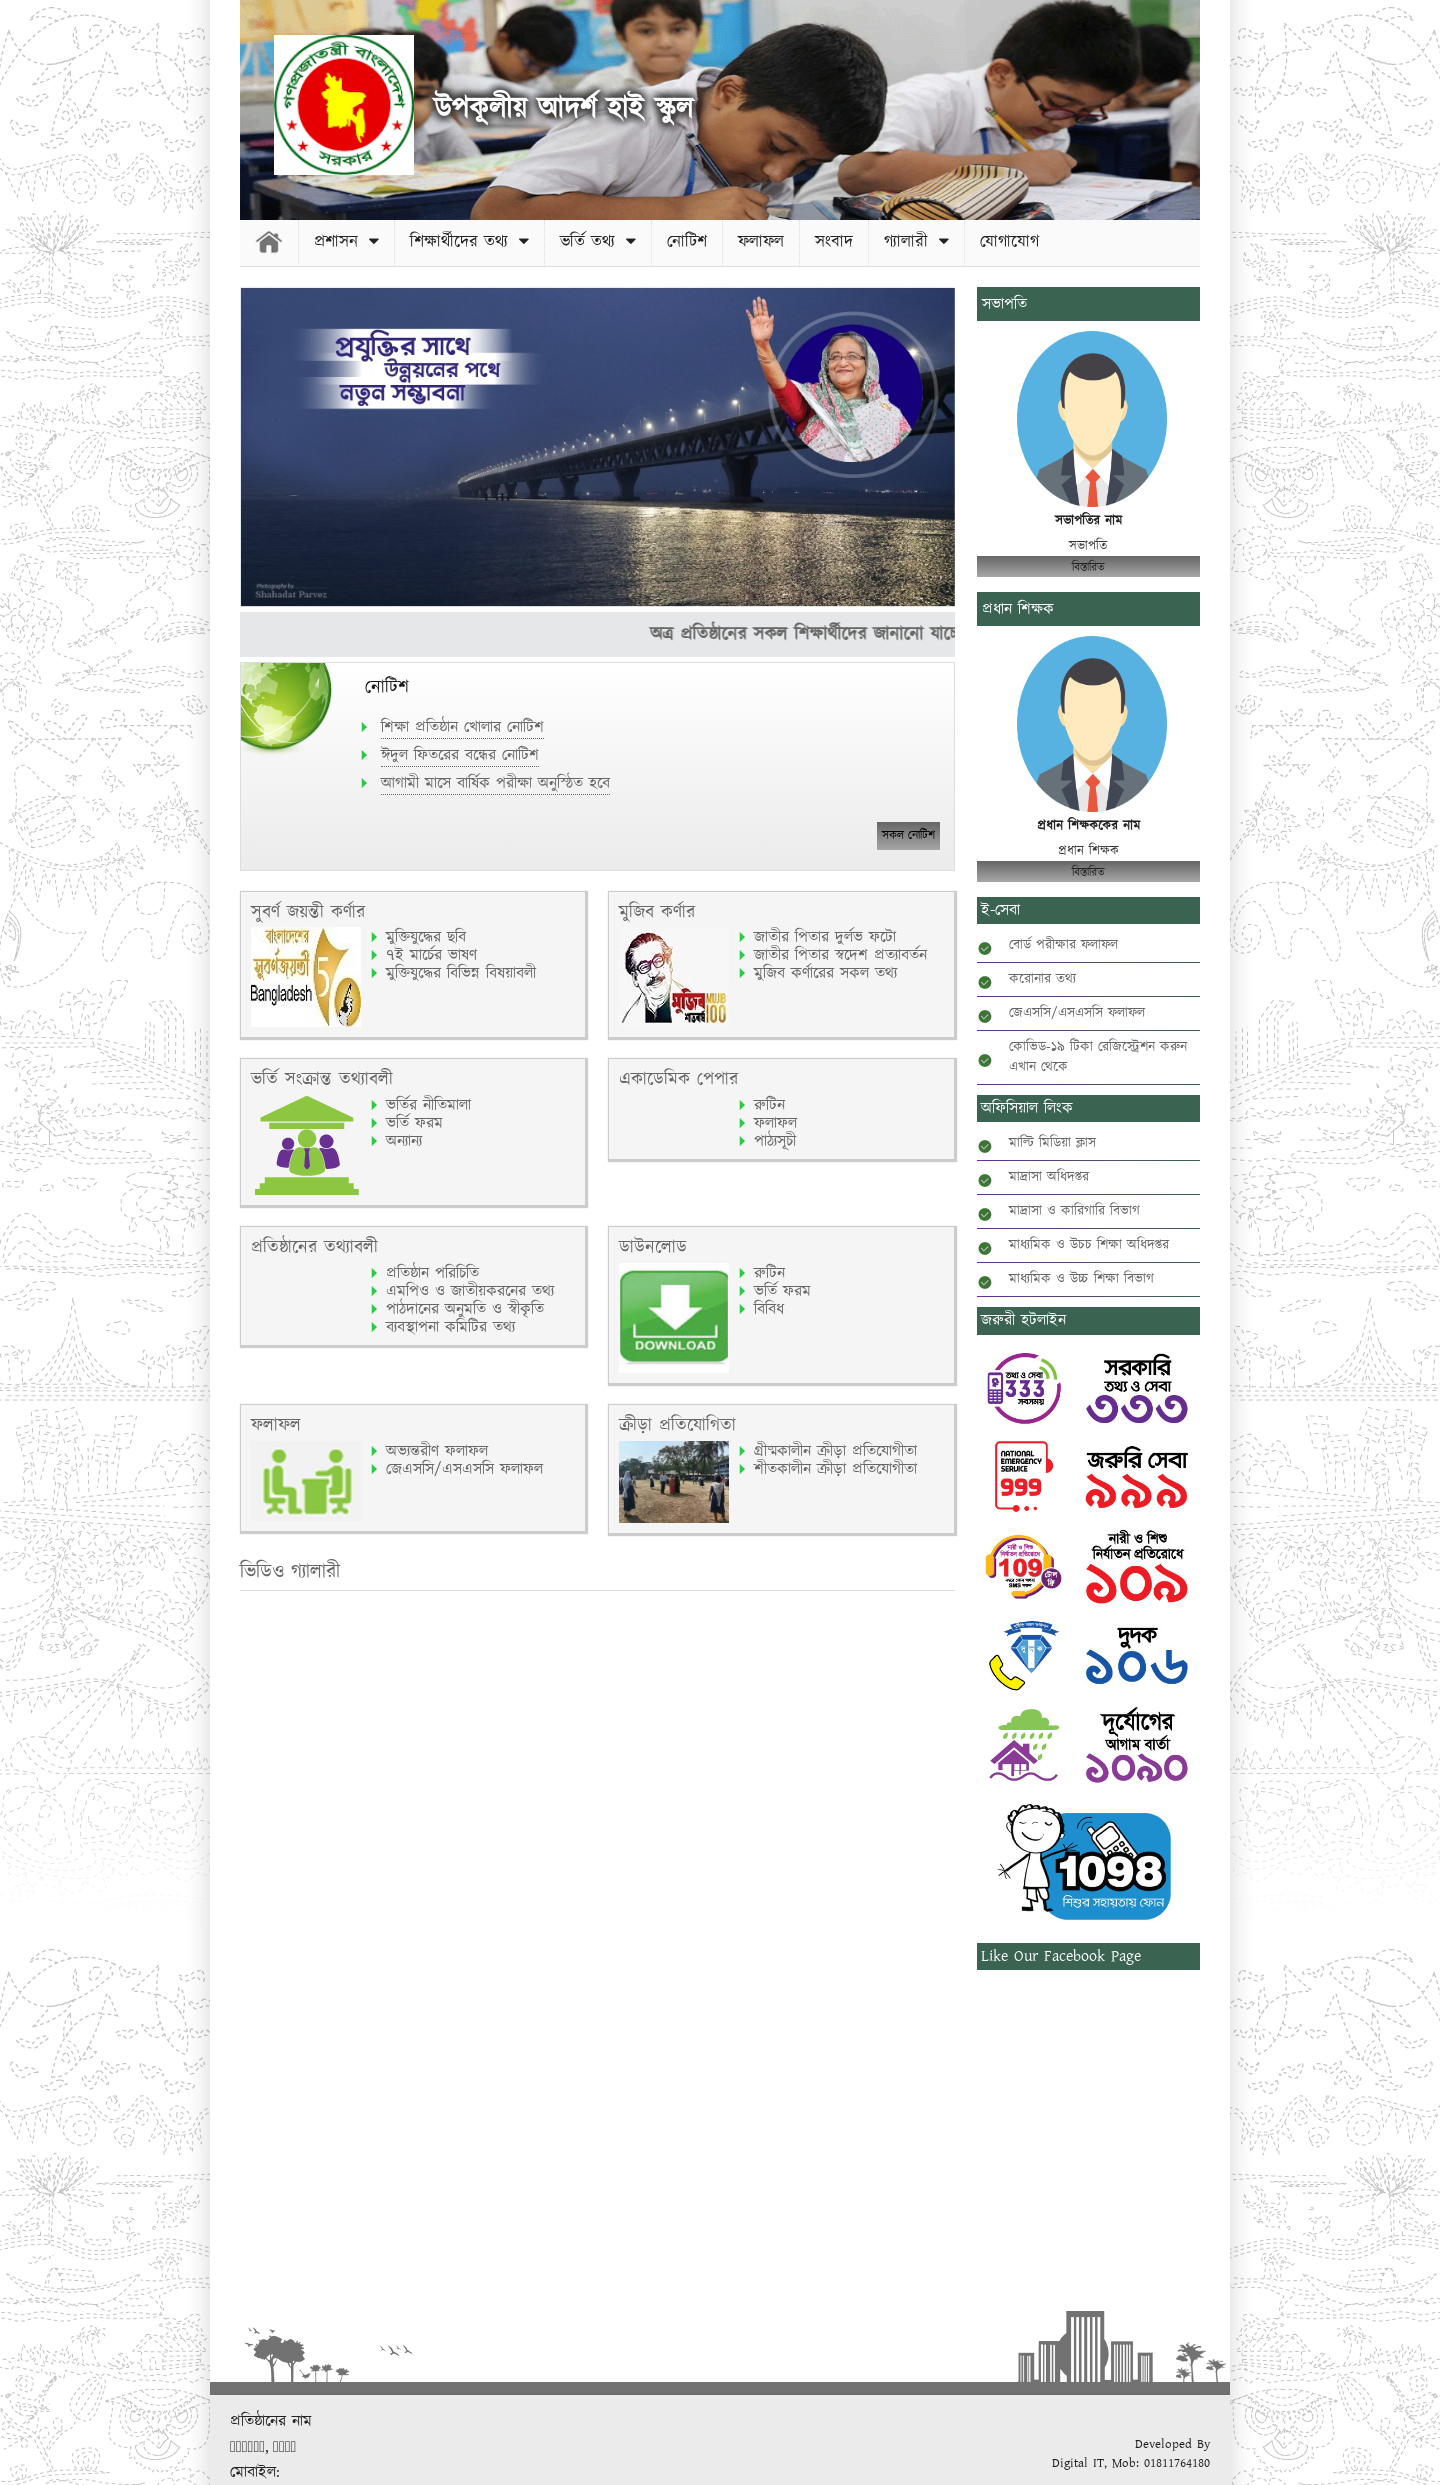 গণপ্রজাতন্ত্রী বাংলাদেশ
সরকার
উপকূলীয় আদর্শ হাই স্কুল
প্রশাসন
শিক্ষার্থীদের তথ্য
ভর্তি তথ্য
নোটিশ
ফলাফল
সংবাদ
গ্যালারী
যোগাযোগ
প্রযুক্তির সাথে
উন্নয়নের পথে
নতুন সম্ভাবনা
Photography by
Shahadat Parvez
অত্র প্রতিষ্ঠানের সকল শিক্ষার্থীদের জানানো যাচ্ছে
নোটিশ
শিক্ষা প্রতিষ্ঠান খোলার নোটিশ
ঈদুল ফিতরের বন্ধের নোটিশ
আগামী মাসে বার্ষিক পরীক্ষা অনুস্ঠিত হবে
সকল নোটিশ
সুবর্ণ জয়ন্তী কর্ণার
বাংলাদেশের
সুবর্ণজয়ন্তী
Bangladesh
মুক্তিযুদ্ধের ছবি
৭ই মার্চের ভাষণ
মুক্তিযুদ্ধের বিভিন্ন বিষয়াবলী
মুজিব কর্ণার
মুজিব
শতবর্ষ
MUJIB
100
জাতীর পিতার দুর্লভ ফটো
জাতীর পিতার স্বদেশ প্রত্যাবর্তন
মুজিব কর্ণারের সকল তথ্য
ভর্তি সংক্রান্ত তথ্যাবলী
ভর্তির নীতিমালা
ভর্তি ফরম
অন্যান্য
একাডেমিক পেপার
রুটিন
ফলাফল
পাঠ্যসূচী
প্রতিষ্ঠানের তথ্যাবলী
প্রতিষ্ঠান পরিচিতি
এমপিও ও জাতীয়করনের তথ্য
পাঠদানের অনুমতি ও স্বীকৃতি
ব্যবস্থাপনা কমিটির তথ্য
ডাউনলোড
DOWNLOAD
রুটিন
ভর্তি ফরম
বিবিধ
ফলাফল
অভ্যন্তরীণ ফলাফল
জেএসসি/এসএসসি ফলাফল
ক্রীড়া প্রতিযোগিতা
গ্রীস্মকালীন ক্রীড়া প্রতিযোগীতা
শীতকালীন ক্রীড়া প্রতিযোগীতা
ভিডিও গ্যালারী
সভাপতি
সভাপতির নাম
সভাপতি
বিস্তারিত
প্রধান শিক্ষক
প্রধান শিক্ষককের নাম
প্রধান শিক্ষক
বিস্তারিত
ই-সেবা
বোর্ড পরীক্ষার ফলাফল
করোনার তথ্য
জেএসসি/এসএসসি ফলাফল
কোভিড-১৯ টিকা রেজিস্ট্রেশন করুন
এখান থেকে
অফিসিয়াল লিংক
মাল্টি মিডিয়া ক্লাস
মাদ্রাসা অধিদপ্তর
মাদ্রাসা ও কারিগারি বিভাগ
মাধ্যমিক ও উচচ শিক্ষা অধিদপ্তর
মাধ্যমিক ও উচ্চ শিক্ষা বিভাগ
জরুরী হটলাইন
তথ্য ও সেবা
333
সবসময়
সরকারি
তথ্য ও সেবা
৩৩৩
NATIONAL
EMERGENCY
SERVICE
999
জরুরি সেবা
৯৯৯
নারী ও শিশু
নির্যাতন প্রতিরোধে
109
নারী ও শিশু
নির্যাতন প্রতিরোধে
১০৯
দুদক
১০৬
দূর্যোগের
আগাম বার্তা
১০৯০
1098
শিশুর সহায়তায় ফোন
Like Our Facebook Page
প্রতিষ্ঠানের নাম
মোবাইল:
Developed By
Digital IT, Mob: 01811764180